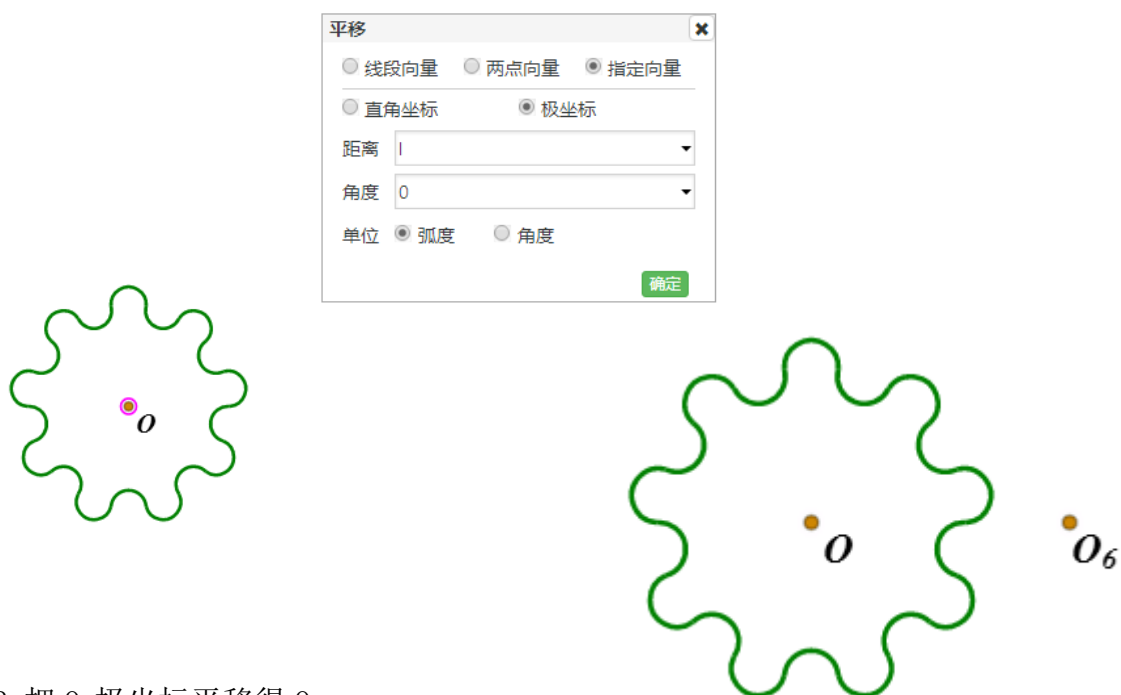 平移
线段向量 两点向量 指定向量
直角坐标 极坐标
距离 l
角度 0
单位 弧度 角度
确定
O
O O₆